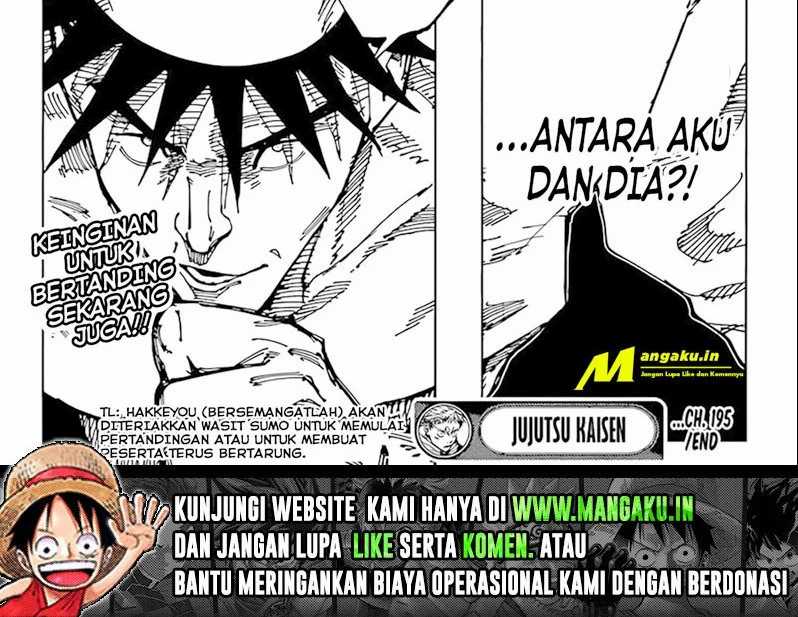 ...ANTARA AKU
DAN DIA?!
KEINGINAN
UNTUK
BERTANDING
SEKARANG
JUGA!!
Mangaku.in
Jangan Lupa Like dan Komennya
TL: HAKKEYOU (BERSEMANGATLAH) AKAN
DITERIAKKAN WASIT SUMO UNTUK MEMULAI
PERTANDINGAN ATAU UNTUK MEMBUAT
PESERTA TERUS BERTARUNG.
JUJUTSU KAISEN
...CH. 195
/END
KUNJUNGI WEBSITE KAMI HANYA DI WWW.MANGAKU.IN
DAN JANGAN LUPA LIKE SERTA KOMEN. ATAU
BANTU MERINGANKAN BIAYA OPERASIONAL KAMI DENGAN BERDONASI